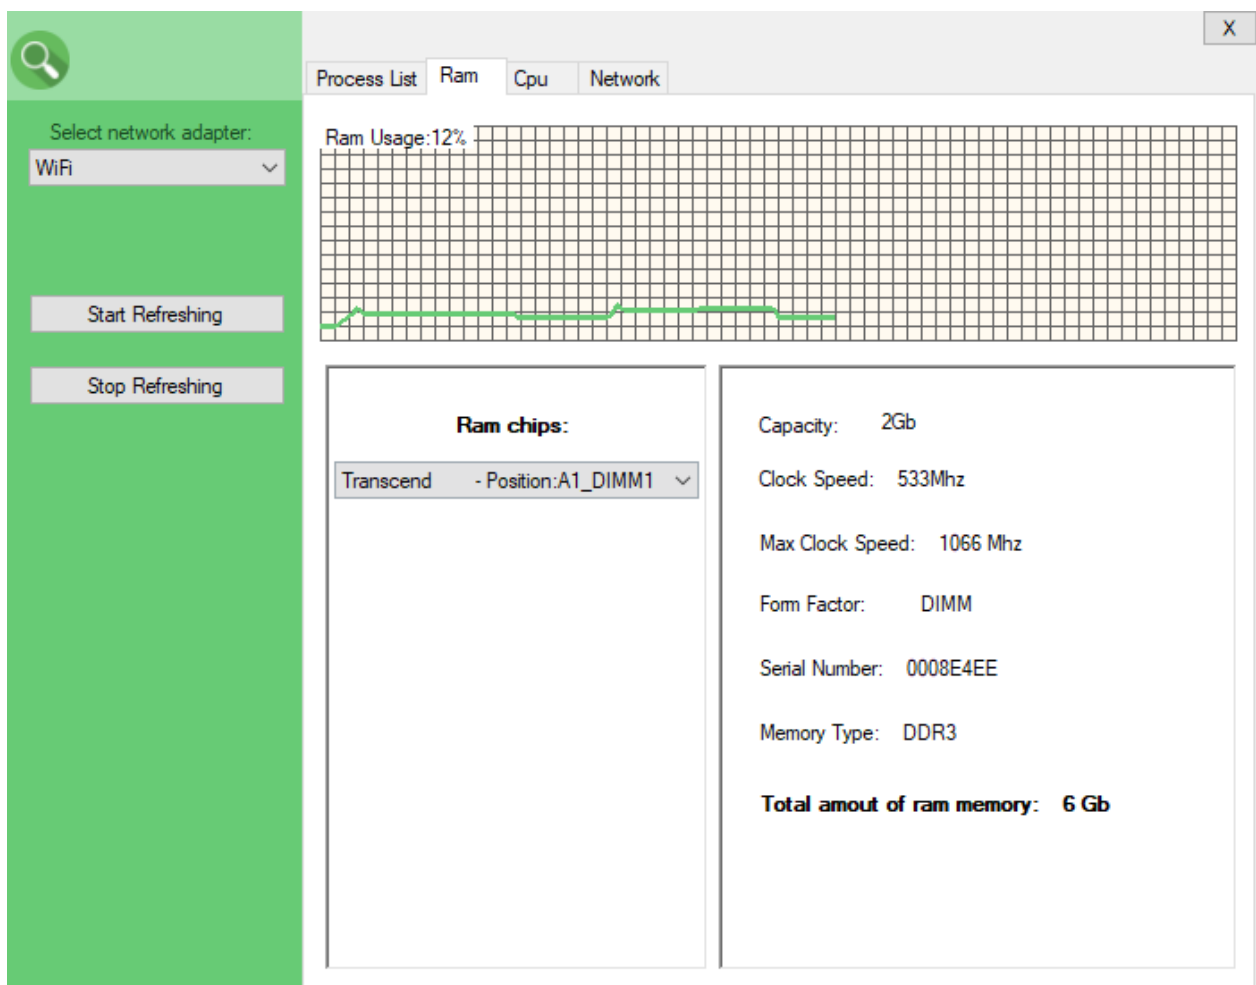 X
Process List Ram Cpu Network
Select network adapter:
WiFi
Start Refreshing
Stop Refreshing
Ram Usage:12%
Ram chips:
Transcend - Position:A1_DIMM1
Capacity: 2Gb
Clock Speed: 533Mhz
Max Clock Speed: 1066 Mhz
Form Factor: DIMM
Serial Number: 0008E4EE
Memory Type: DDR3
Total amout of ram memory: 6 Gb